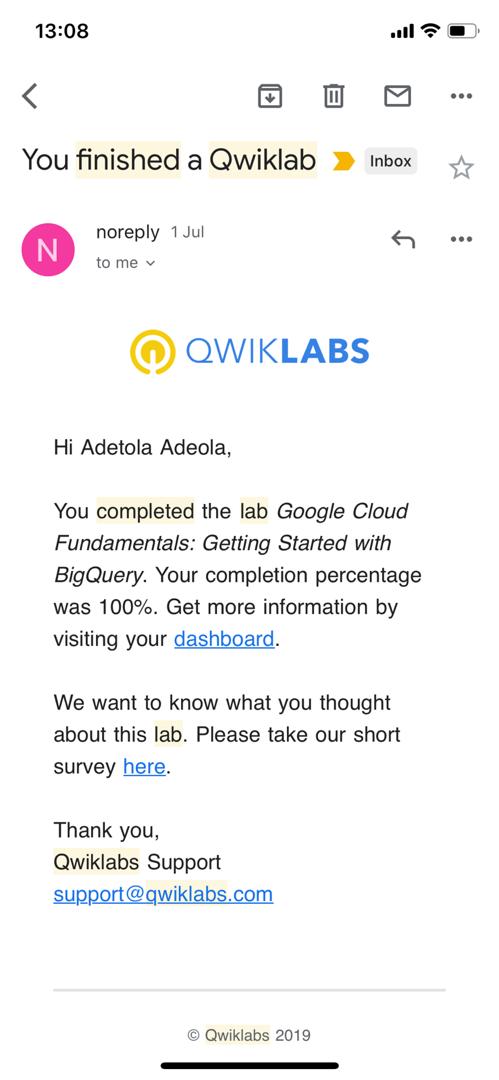 13:08
You finished a Qwiklab Inbox
N
noreply 1 Jul
to me
QWIKLABS
Hi Adetola Adeola,
You completed the lab Google Cloud
Fundamentals: Getting Started with
BigQuery. Your completion percentage
was 100%. Get more information by
visiting your dashboard.
We want to know what you thought
about this lab. Please take our short
survey here.
Thank you,
Qwiklabs Support
support@qwiklabs.com
© Qwiklabs 2019